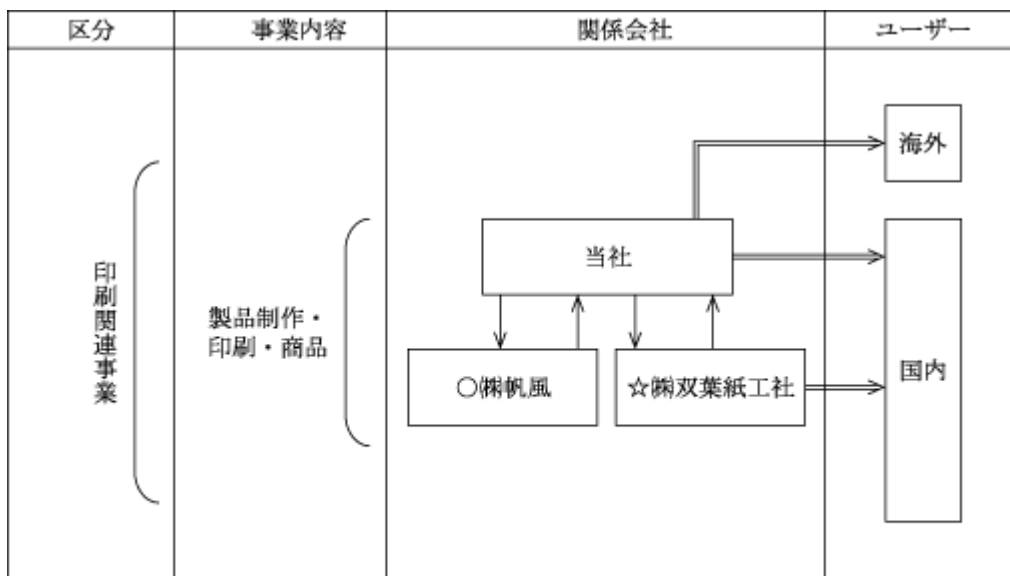 区分
事業内容
関係会社
ユーザー
印刷関連事業
製品制作・
印刷・商品
当社
○㈱帆風
☆㈱双葉紙工社
海外
国内